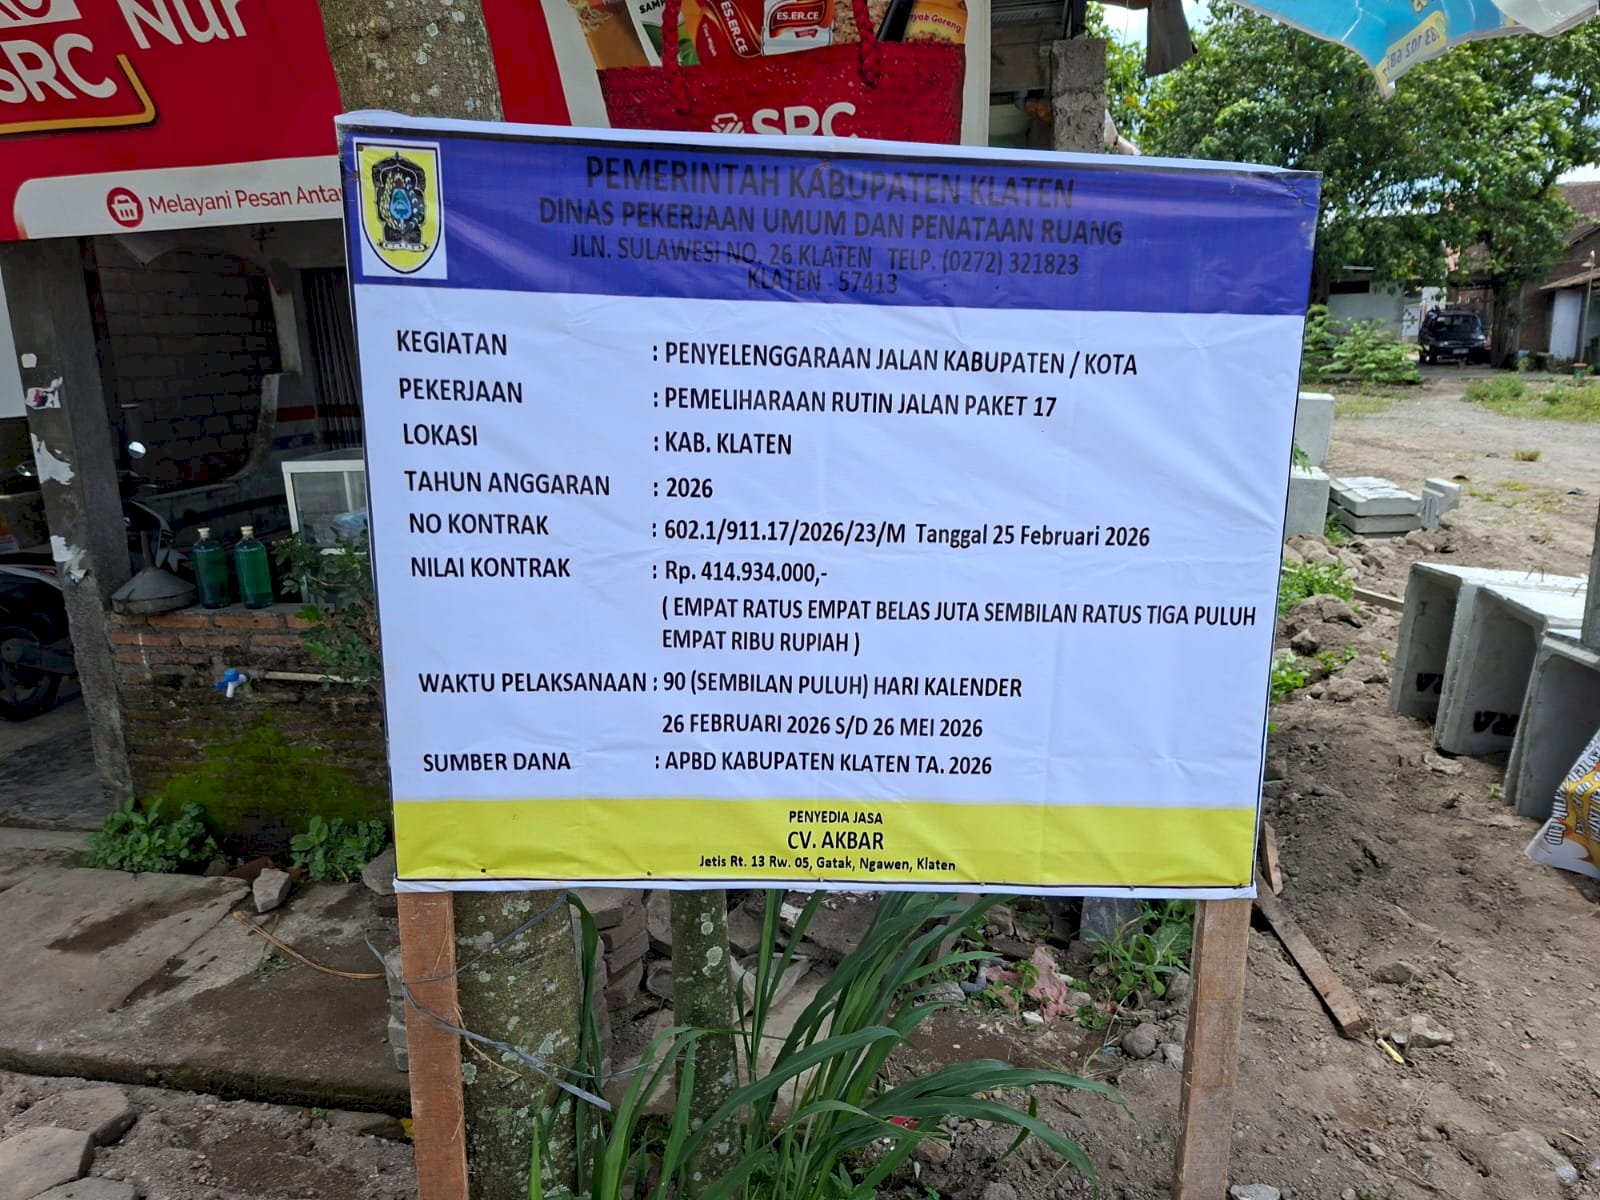 Nur
SRC
Melayani Pesan Antar
ES.ER.CE
ES.ER.CE
SRC
PEMERINTAH KABUPATEN KLATEN
DINAS PEKERJAAN UMUM DAN PENATAAN RUANG
JLN. SULAWESI NO. 26 KLATEN TELP. (0272) 321823
KLATEN - 57413
KEGIATAN : PENYELENGGARAAN JALAN KABUPATEN / KOTA
PEKERJAAN : PEMELIHARAAN RUTIN JALAN PAKET 17
LOKASI : KAB. KLATEN
TAHUN ANGGARAN : 2026
NO KONTRAK : 602.1/911.17/2026/23/M Tanggal 25 Februari 2026
NILAI KONTRAK : Rp. 414.934.000,-
( EMPAT RATUS EMPAT BELAS JUTA SEMBILAN RATUS TIGA PULUH
EMPAT RIBU RUPIAH )
WAKTU PELAKSANAAN : 90 (SEMBILAN PULUH) HARI KALENDER
26 FEBRUARI 2026 S/D 26 MEI 2026
SUMBER DANA : APBD KABUPATEN KLATEN TA. 2026
PENYEDIA JASA
CV. AKBAR
Jetis Rt. 13 Rw. 05, Gatak, Ngawen, Klaten